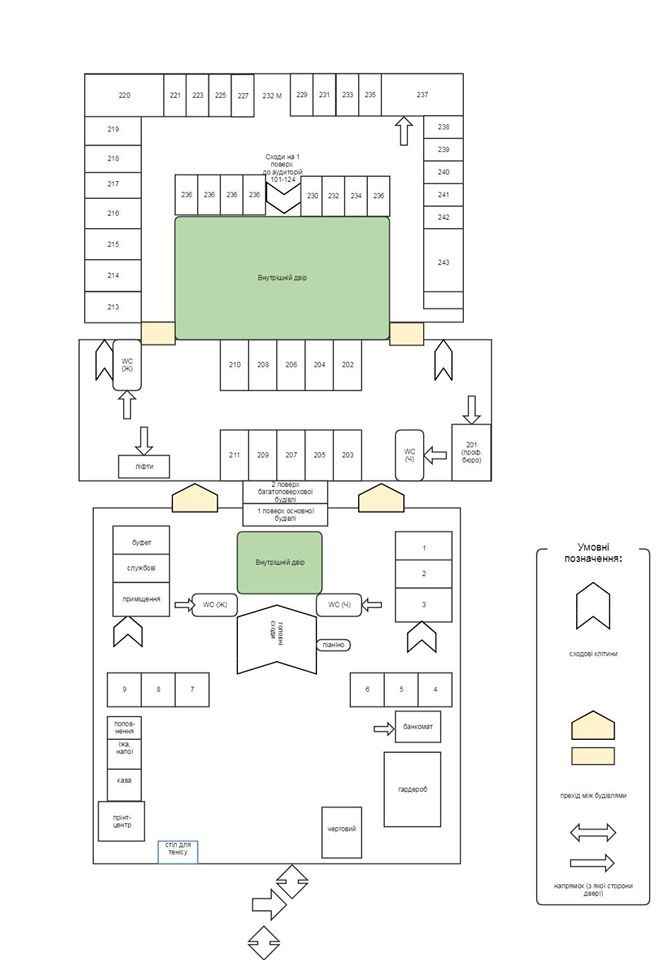 220
221
223
225
227
232 М
229
231
233
235
237
219
218
217
216
215
214
213
238
239
240
241
242
243
Сходи на 1
поверх
до аудиторій
101-124
236
236
236
236
230
232
234
236
Внутрішній двір
WC
(Ж)
210
208
206
204
202
ліфти
211
209
207
205
203
WC
(Ч)
201
(проф.
бюро)
2 поверх
багатоповерхової
будівлі
1 поверх основної
будівлі
буфет
службові
приміщення
Внутрішній двір
1
2
3
WC (Ж)
WC (Ч)
головні
сходи
піаніно
9
8
7
6
5
4
попов-
нення
їжа,
напої
кава
прінт-
центр
банкомат
гардероб
черговий
стіл для
тенісу
Умовні
позначення:
сходові клітини
прехід між будівлями
напрямок (з якої сторони
двері)